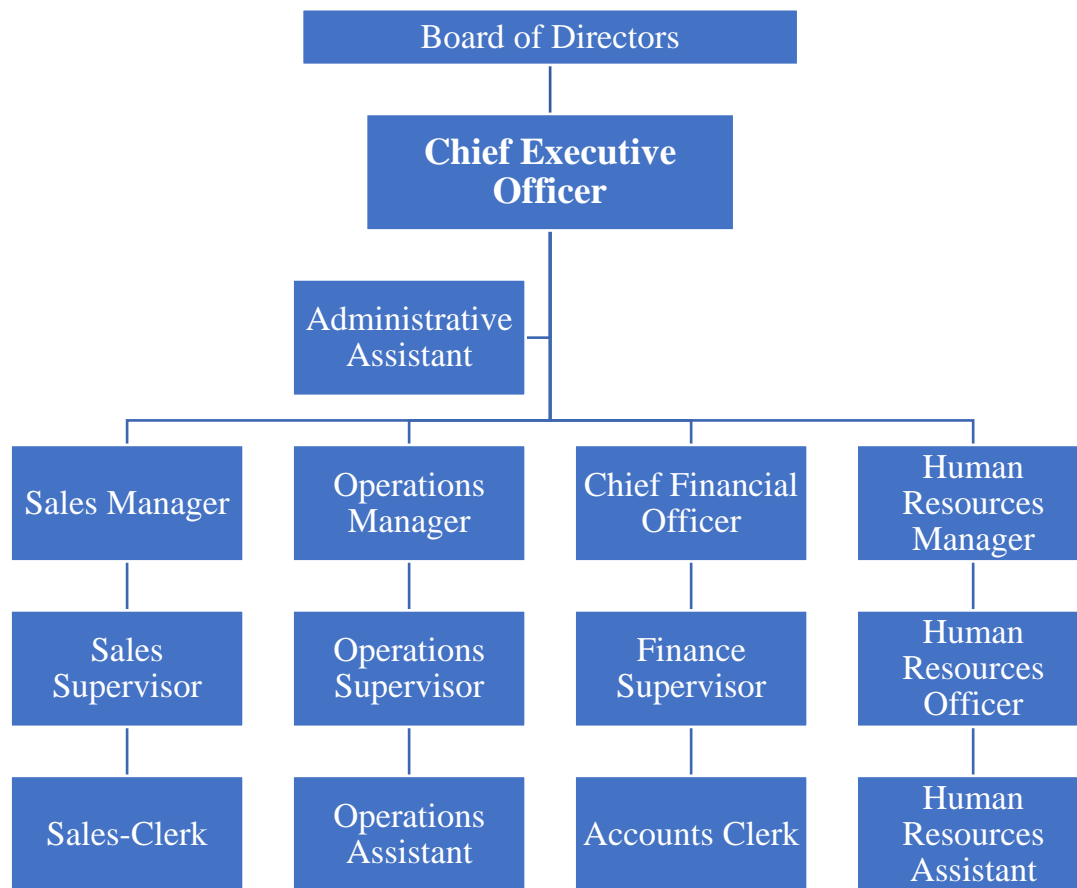 Board of Directors
Chief Executive
Officer
Administrative
Assistant
Sales Manager
Operations
Manager
Chief Financial
Officer
Human
Resources
Manager
Sales
Supervisor
Operations
Supervisor
Finance
Supervisor
Human
Resources
Officer
Sales-Clerk
Operations
Assistant
Accounts Clerk
Human
Resources
Assistant